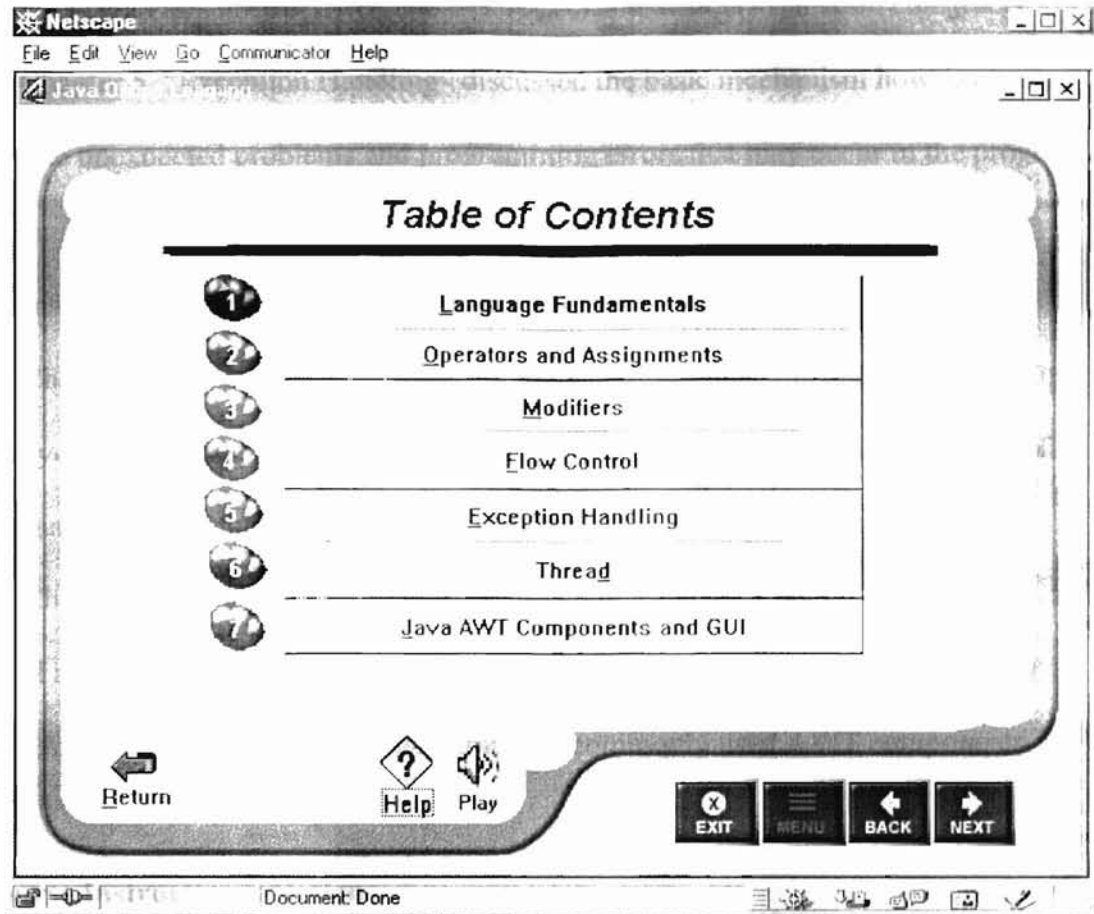 Netscape
File Edit View Go Communicator Help
Java
Table of Contents
1 Language Fundamentals
2 Operators and Assignments
3 Modifiers
4 Flow Control
5 Exception Handling
6 Thread
7 Java AWT Components and GUI
Return
? Help
Play
X EXIT
MENU
BACK
NEXT
Document: Done